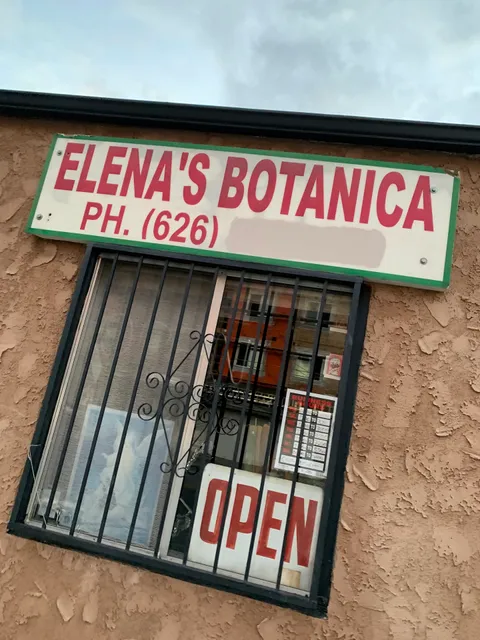 ELENA'S BOTANICA
PH. (626)
OPEN